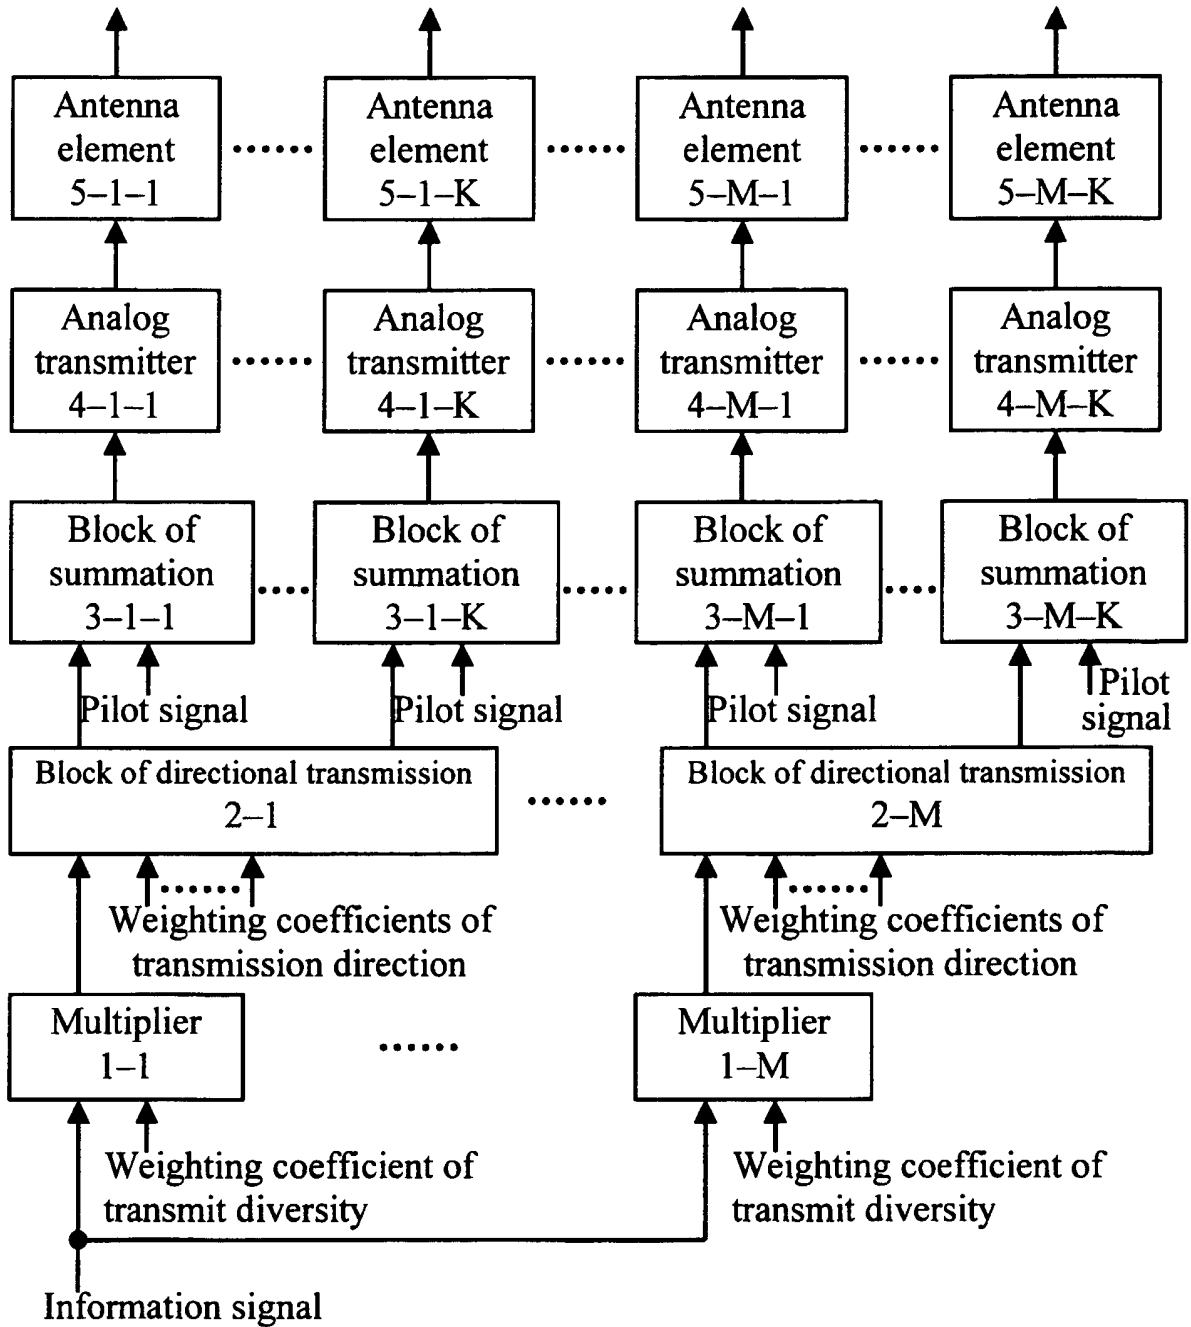 Antenna
element
5–1–1
Antenna
element
5–1–K
Antenna
element
5–M–1
Antenna
element
5–M–K
Analog
transmitter
4–1–1
Analog
transmitter
4–1–K
Analog
transmitter
4–M–1
Analog
transmitter
4–M–K
Block of
summation
3–1–1
Block of
summation
3–1–K
Block of
summation
3–M–1
Block of
summation
3–M–K
Pilot signal
Pilot signal
Pilot signal
Pilot
signal
Block of directional transmission
2–1
Block of directional transmission
2–M
Weighting coefficients of
transmission direction
Weighting coefficients of
transmission direction
Multiplier
1–1
Multiplier
1–M
Weighting coefficient of
transmit diversity
Weighting coefficient of
transmit diversity
Information signal